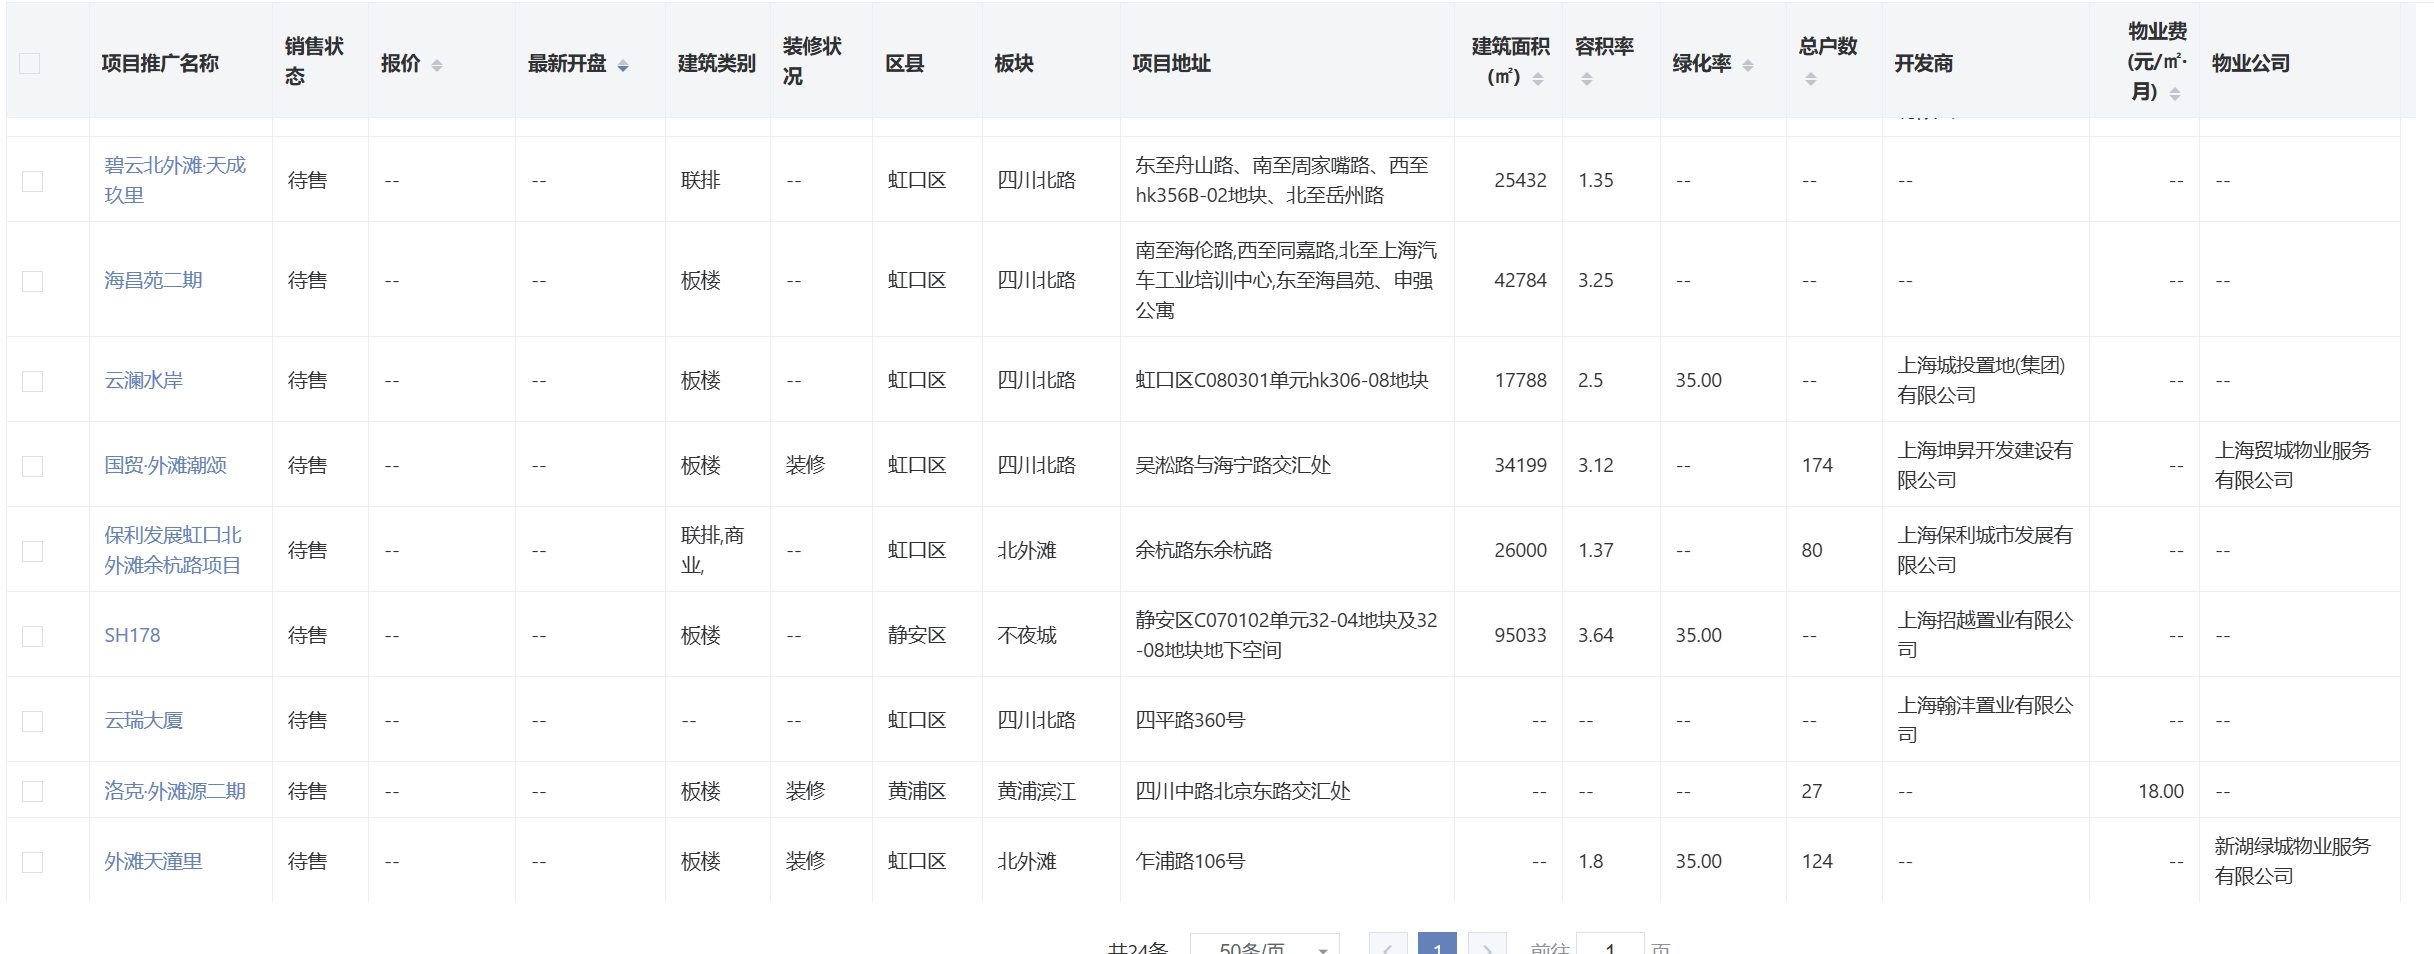 项目推广名称 销售状态 报价 最新开盘 建筑类别 装修状况 区县 板块 项目地址 建筑面积(㎡) 容积率 绿化率 总户数 开发商 物业费(元/㎡·月) 物业公司
碧云北外滩·天成玖里 待售 -- -- 联排 -- 虹口区 四川北路 东至舟山路、南至周家嘴路、西至hk356B-02地块、北至岳州路 25432 1.35 -- -- -- -- --
海昌苑二期 待售 -- -- 板楼 -- 虹口区 四川北路 南至海伦路,西至同嘉路,北至上海汽车工业培训中心,东至海昌苑、申强公寓 42784 3.25 -- -- -- -- --
云澜水岸 待售 -- -- 板楼 -- 虹口区 四川北路 虹口区C080301单元hk306-08地块 17788 2.5 35.00 -- 上海城投置地(集团)有限公司 -- --
国贸·外滩潮颂 待售 -- -- 板楼 装修 虹口区 四川北路 吴淞路与海宁路交汇处 34199 3.12 -- 174 上海坤昇开发建设有限公司 -- 上海贸城物业服务有限公司
保利发展虹口北外滩余杭路项目 待售 -- -- 联排,商业, -- 虹口区 北外滩 余杭路东余杭路 26000 1.37 -- 80 上海保利城市发展有限公司 -- --
SH178 待售 -- -- 板楼 -- 静安区 不夜城 静安区C070102单元32-04地块及32-08地块地下空间 95033 3.64 35.00 -- 上海招越置业有限公司 -- --
云瑞大厦 待售 -- -- -- -- 虹口区 四川北路 四平路360号 -- -- -- -- 上海翰沣置业有限公司 -- --
洛克·外滩源二期 待售 -- -- 板楼 装修 黄浦区 黄浦滨江 四川中路北京东路交汇处 -- -- -- 27 -- 18.00 --
外滩天潼里 待售 -- -- 板楼 装修 虹口区 北外滩 乍浦路106号 -- 1.8 35.00 124 -- -- 新湖绿城物业服务有限公司
共24条 50条/页 1 前往 1 页